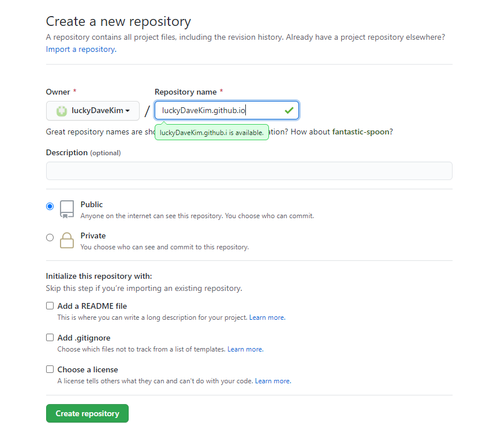 Create a new repository
A repository contains all project files, including the revision history. Already have a project repository elsewhere?
Import a repository.
Owner * Repository name *
luckyDaveKim / luckyDaveKim.github.io
Great repository names are sho ation? How about fantastic-spoon?
luckyDaveKim.github.i is available.
Description (optional)
Public
Anyone on the internet can see this repository. You choose who can commit.
Private
You choose who can see and commit to this repository.
Initialize this repository with:
Skip this step if you're importing an existing repository.
Add a README file
This is where you can write a long description for your project. Learn more.
Add .gitignore
Choose which files not to track from a list of templates. Learn more.
Choose a license
A license tells others what they can and can't do with your code. Learn more.
Create repository